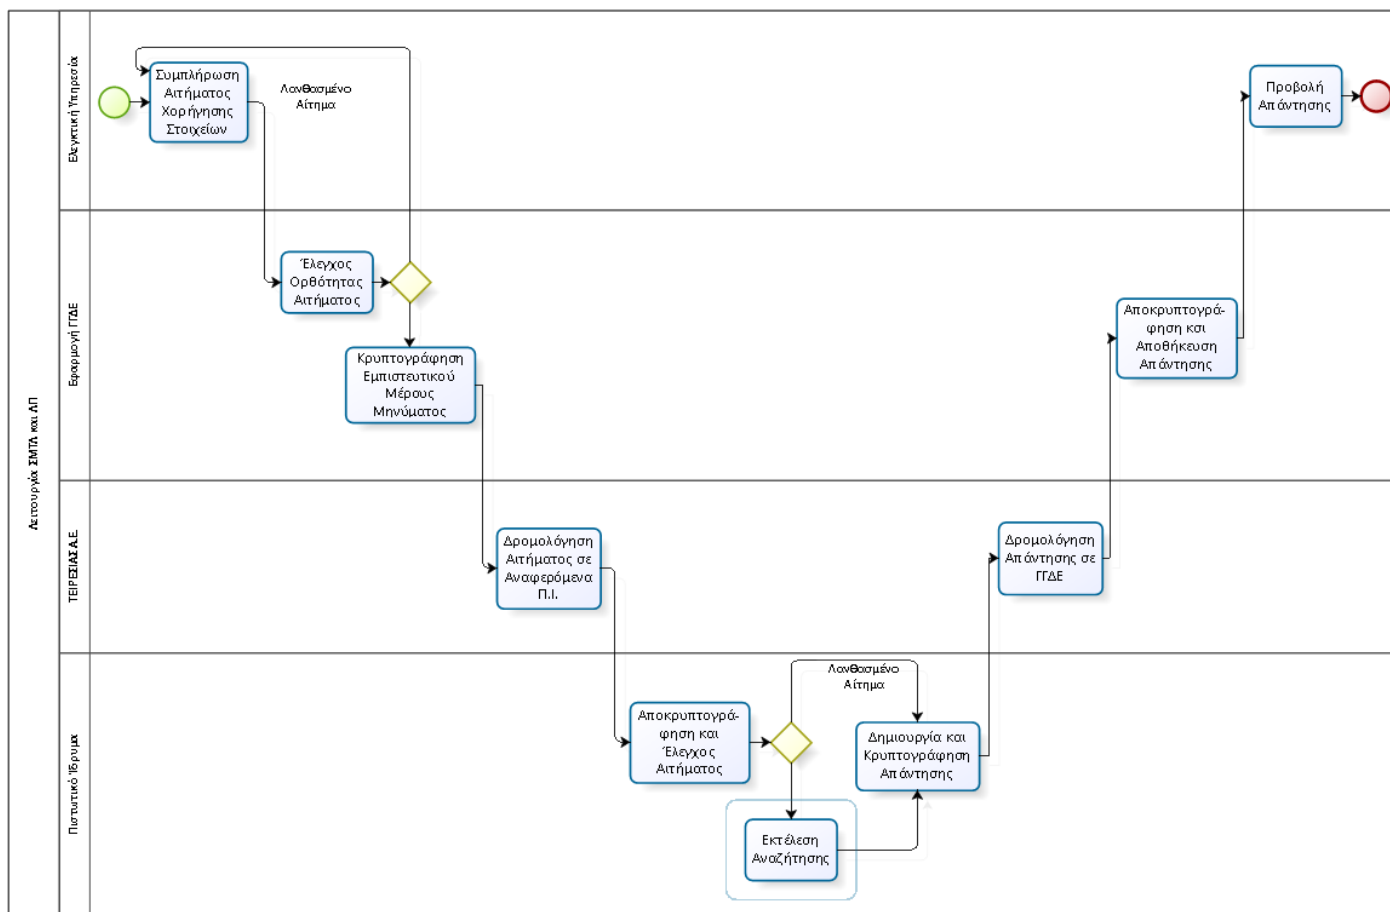 Λειτουργία ΣΜΤΛ και ΛΠ
Ελεγκτική Υπηρεσία
Συμπλήρωση
Αιτήματος
Χορήγησης
Στοιχείων
Λανθασμένο
Αίτημα
Προβολή
Απάντησης
Εφαρμογή ΓΓΔΕ
Έλεγχος
Ορθότητας
Αιτήματος
Κρυπτογράφηση
Εμπιστευτικού
Μέρους
Μηνύματος
Αποκρυπτογρά-
φηση και
Αποθήκευση
Απάντησης
ΤΕΙΡΕΣΙΑΣ Α.Ε.
Δρομολόγηση
Αιτήματος σε
Αναφερόμενα
Π.Ι.
Δρομολόγηση
Απάντησης σε
ΓΓΔΕ
Πιστωτικό Ίδρυμα
Αποκρυπτογρά-
φηση και
Έλεγχος
Αιτήματος
Λανθασμένο
Αίτημα
Δημιουργία και
Κρυπτογράφηση
Απάντησης
Εκτέλεση
Αναζήτησης